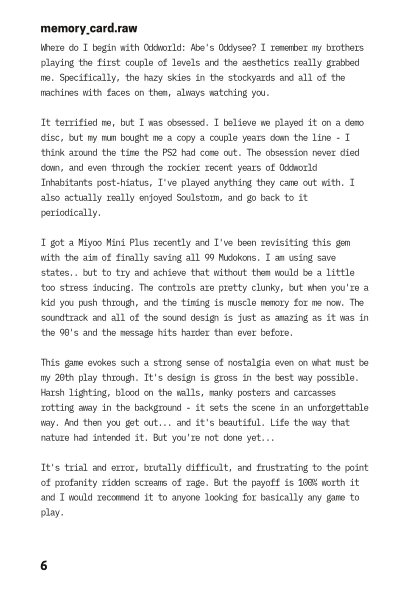 memory_card.raw
Where do I begin with Oddworld: Abe's Oddysee? I remember my brothers
playing the first couple of levels and the aesthetics really grabbed
me. Specifically, the hazy skies in the stockyards and all of the
machines with faces on them, always watching you.
It terrified me, but I was obsessed. I believe we played it on a demo
disc, but my mum bought me a copy a couple years down the line - I
think around the time the PS2 had come out. The obsession never died
down, and even through the rockier recent years of Oddworld
Inhabitants post-hiatus, I've played anything they came out with. I
also actually really enjoyed Soulstorm, and go back to it
periodically.
I got a Miyoo Mini Plus recently and I've been revisiting this gem
with the aim of finally saving all 99 Mudokons. I am using save
states.. but to try and achieve that without them would be a little
too stress inducing. The controls are pretty clunky, but when you're a
kid you push through, and the timing is muscle memory for me now. The
soundtrack and all of the sound design is just as amazing as it was in
the 90's and the message hits harder than ever before.
This game evokes such a strong sense of nostalgia even on what must be
my 20th play through. It's design is gross in the best way possible.
Harsh lighting, blood on the walls, manky posters and carcasses
rotting away in the background - it sets the scene in an unforgettable
way. And then you get out... and it's beautiful. Life the way that
nature had intended it. But you're not done yet...
It's trial and error, brutally difficult, and frustrating to the point
of profanity ridden screams of rage. But the payoff is 100% worth it
and I would recommend it to anyone looking for basically any game to
play.
6